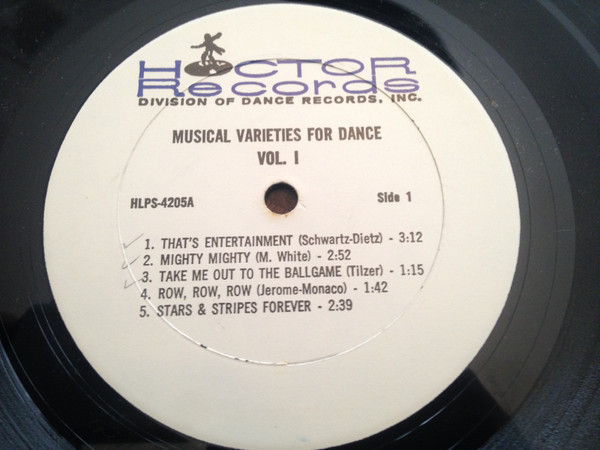 HOCTOR
Records
DIVISION OF DANCE RECORDS, INC.
MUSICAL VARIETIES FOR DANCE
VOL. I
HLPS-4205A Side 1
1. THAT'S ENTERTAINMENT (Schwartz-Dietz) - 3:12
2. MIGHTY MIGHTY (M. White) - 2:52
3. TAKE ME OUT TO THE BALLGAME (Tilzer) - 1:15
4. ROW, ROW, ROW (Jerome-Monaco) - 1:42
5. STARS & STRIPES FOREVER - 2:39